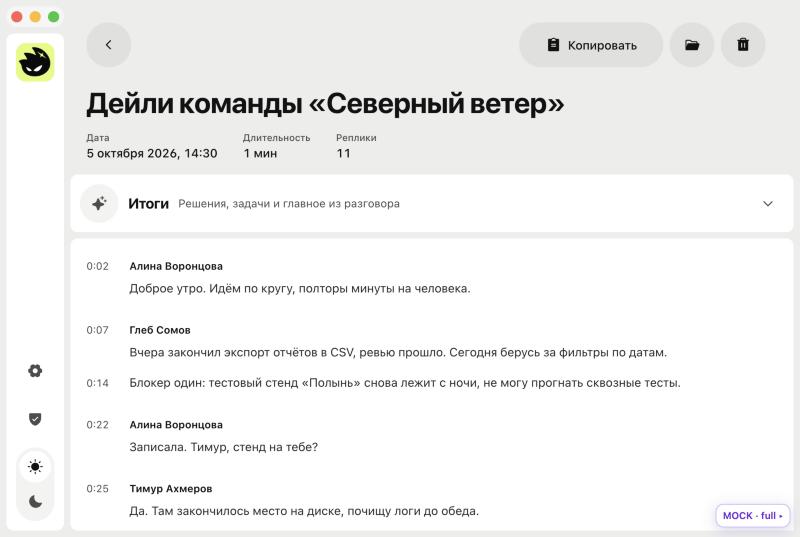 Копировать
Дейли команды «Северный ветер»
Дата
5 октября 2026, 14:30
Длительность
1 мин
Реплики
11
Итоги Решения, задачи и главное из разговора
0:02 Алина Воронцова
Доброе утро. Идём по кругу, полторы минуты на человека.
0:07 Глеб Сомов
Вчера закончил экспорт отчётов в CSV, ревью прошло. Сегодня берусь за фильтры по датам.
0:14 Блокер один: тестовый стенд «Полынь» снова лежит с ночи, не могу прогнать сквозные тесты.
0:22 Алина Воронцова
Записала. Тимур, стенд на тебе?
0:25 Тимур Ахмеров
Да. Там закончилось место на диске, почищу логи до обеда.
МОСК · full ▸